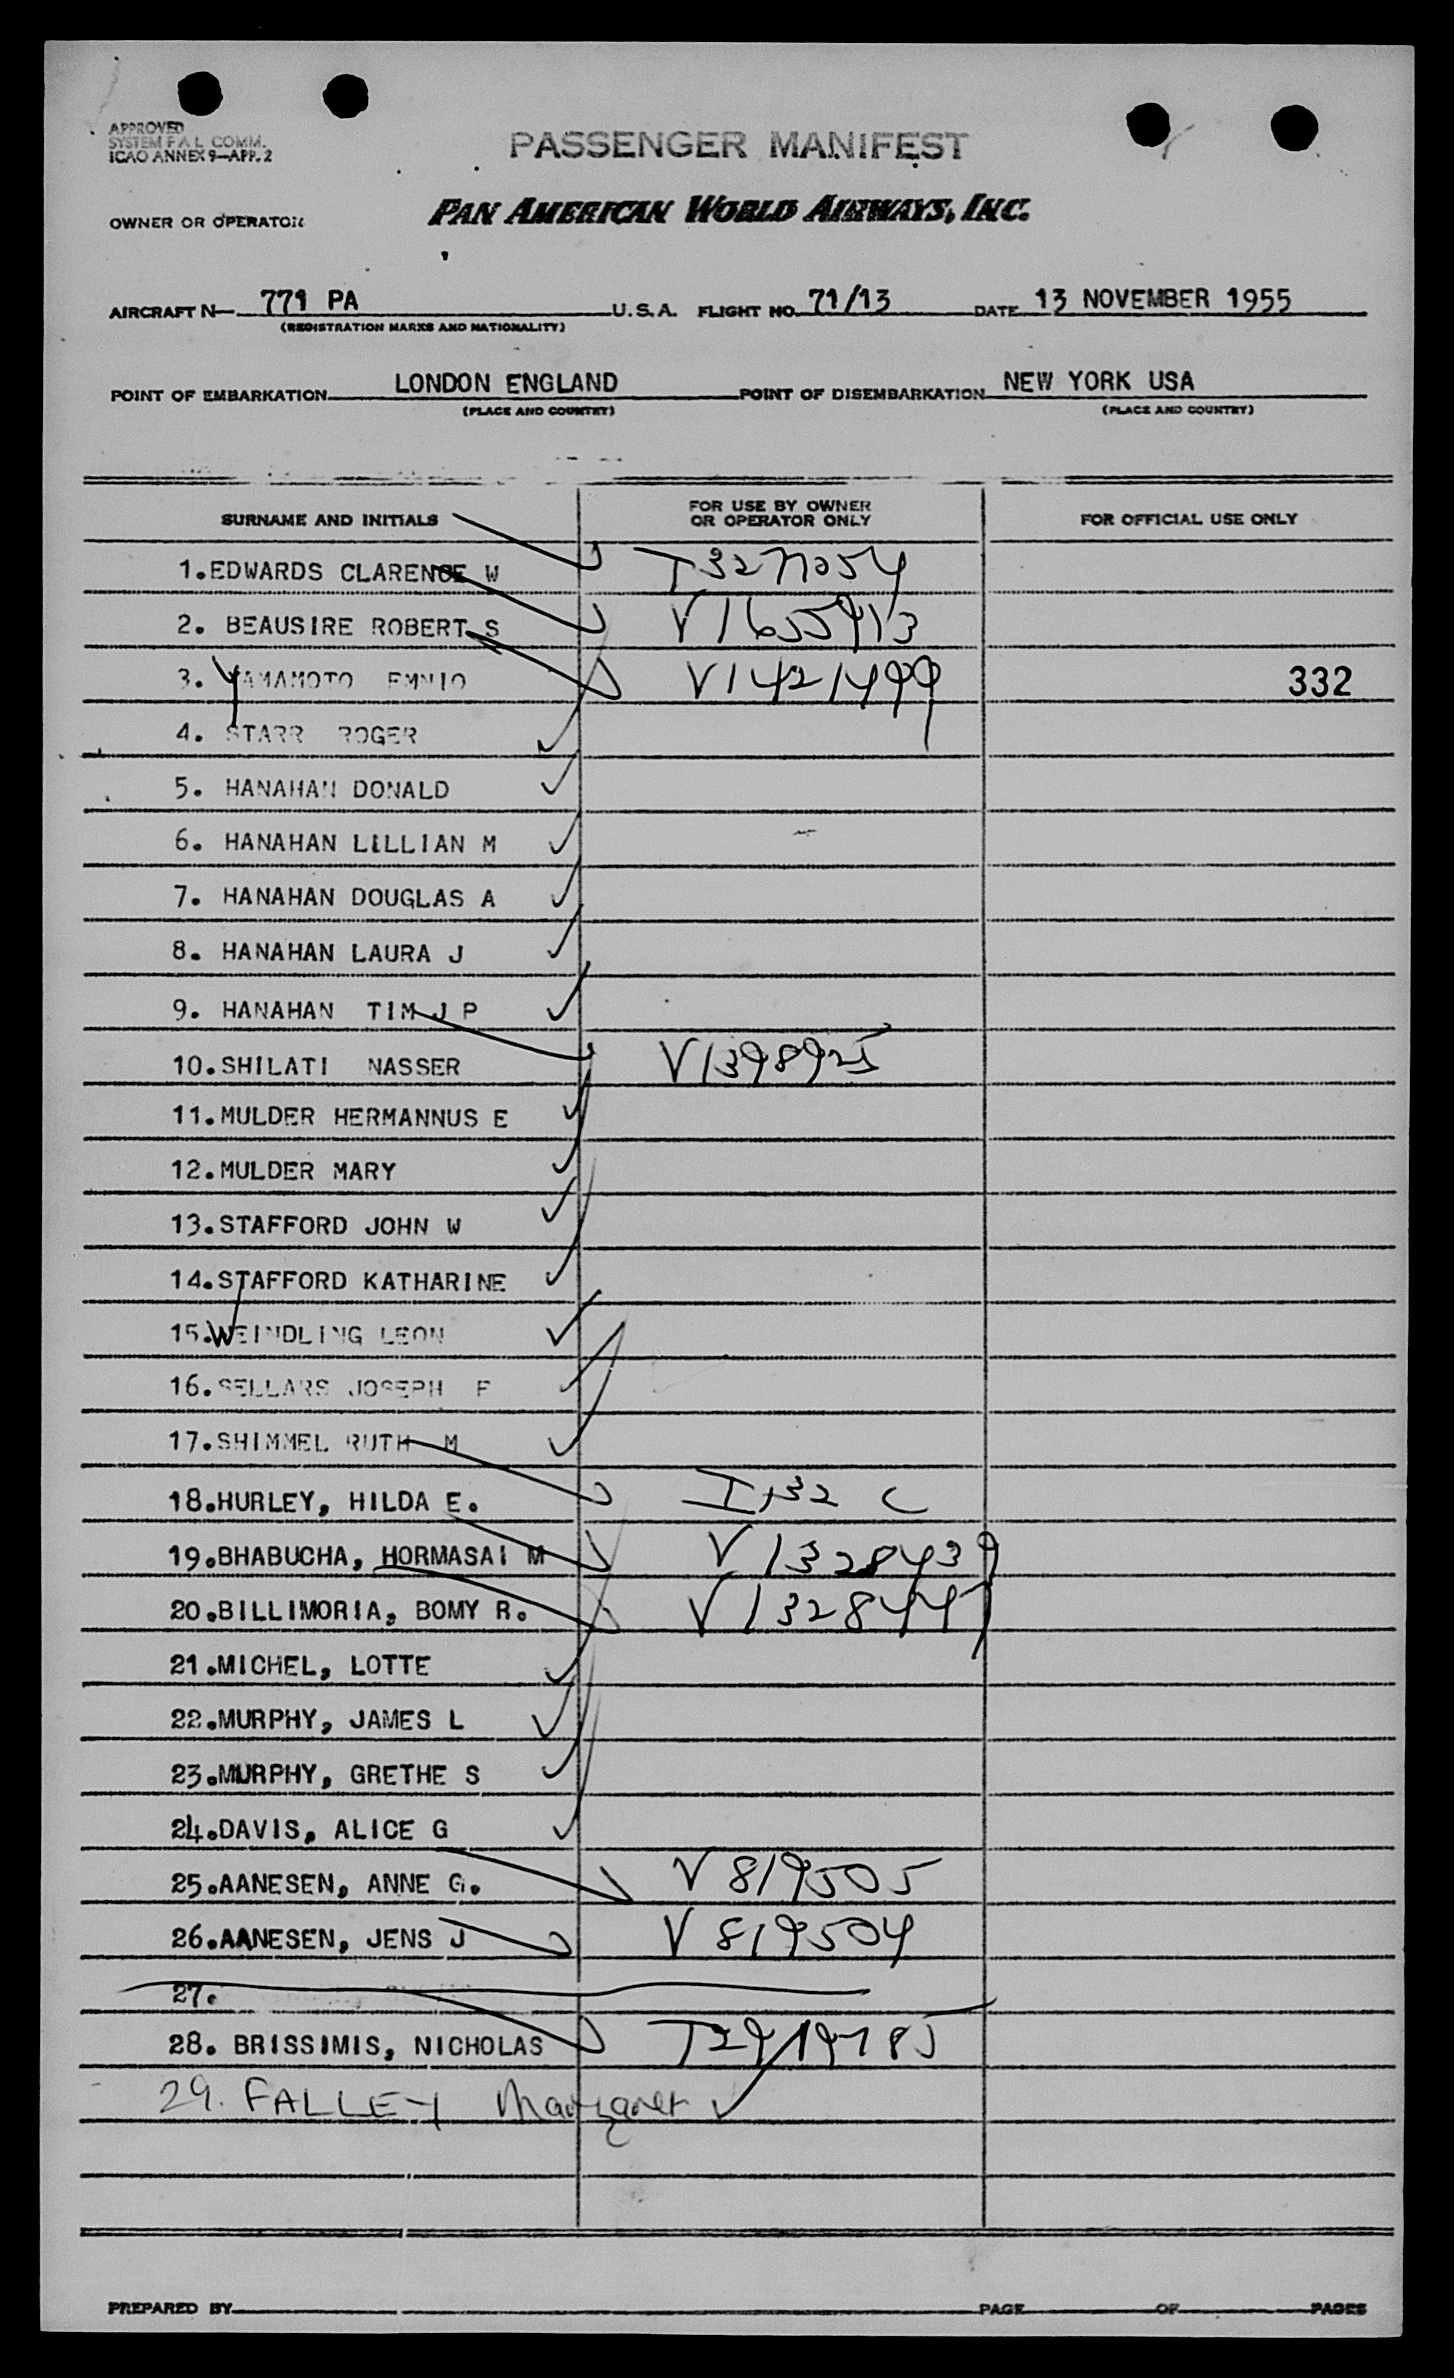 APPROVED
SYSTEM F A L COMM.
ICAO ANNEX 9—APP. 2
PASSENGER MANIFEST
OWNER OR OPERATOR
PAN AMERICAN WORLD AIRWAYS, INC.
AIRCRAFT N— 771 PA U.S.A. FLIGHT NO. 71/13 DATE 13 NOVEMBER 1955
(REGISTRATION MARKS AND NATIONALITY)
POINT OF EMBARKATION LONDON ENGLAND POINT OF DISEMBARKATION NEW YORK USA
(PLACE AND COUNTRY) (PLACE AND COUNTRY)
SURNAME AND INITIALS FOR USE BY OWNER OR OPERATOR ONLY FOR OFFICIAL USE ONLY
1. EDWARDS CLARENCE W
2. BEAUSIRE ROBERT S V1655913
3. YAMAMOTO V1421499 332
4. STARR ROGER
5. HANAHAN DONALD
6. HANAHAN LILLIAN M
7. HANAHAN DOUGLAS A
8. HANAHAN LAURA J
9. HANAHAN TIM J P
10. SHILATI NASSER V1398925
11. MULDER HERMANNUS E
12. MULDER MARY
13. STAFFORD JOHN W
14. STAFFORD KATHARINE
15. WEINDLING LEON
16. SELLARS JOSEPH F
17. SHIMMEL RUTH M
18. HURLEY, HILDA E. I132 C
19. BHABUCHA, HORMASAI M V1328439
20. BILLIMORIA, BOMY R. V1328447
21. MICHEL, LOTTE
22. MURPHY, JAMES L
23. MURPHY, GRETHE S
24. DAVIS, ALICE G
25. AANESEN, ANNE G. V819505
26. AANESEN, JENS J V819504
27.
28. BRISSIMIS, NICHOLAS T2919785
29. FALLEY Margaret
PREPARED BY PAGE OF PAGES